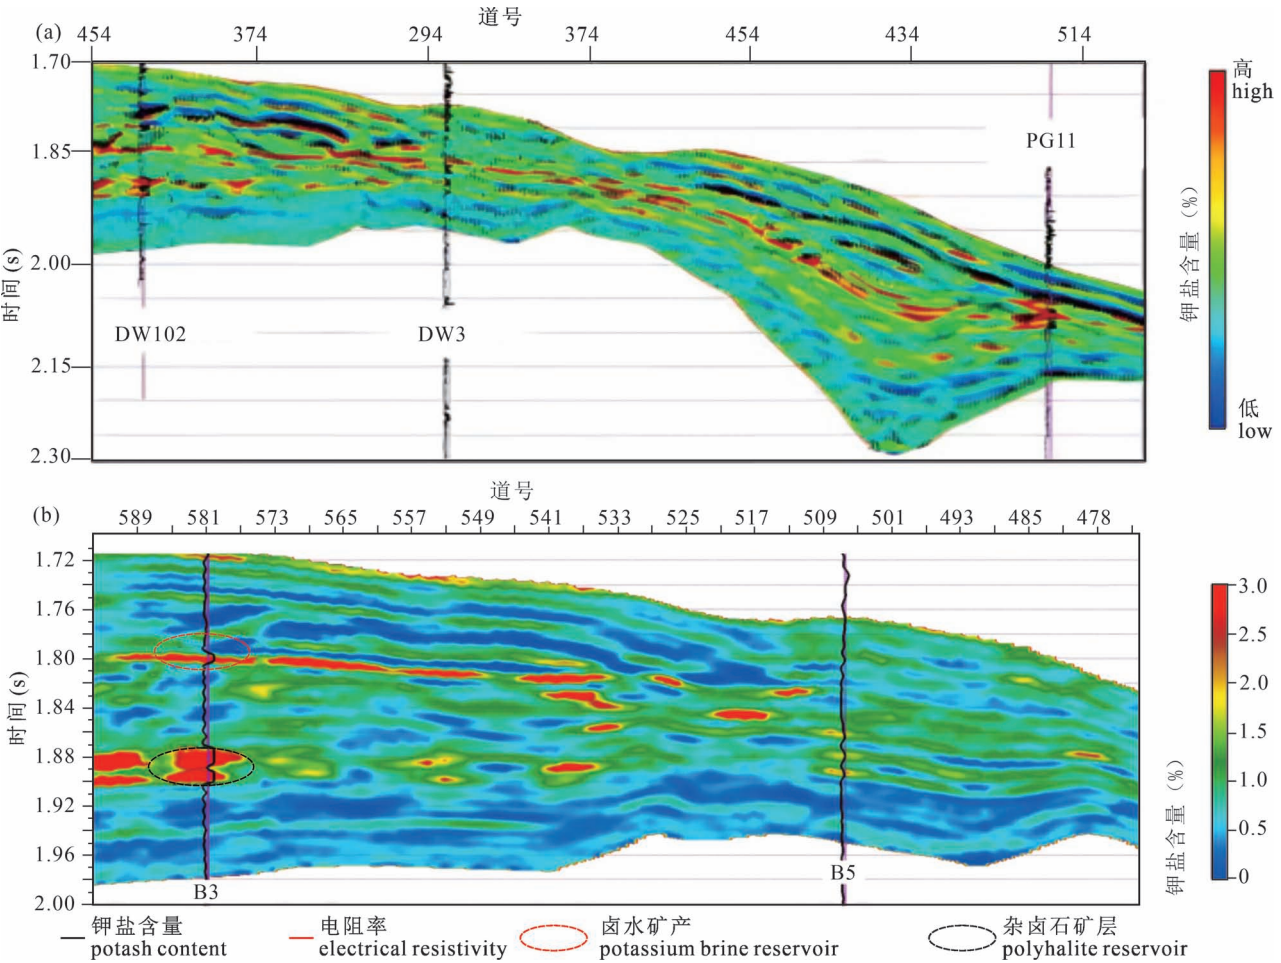 道号
(a)
454 374 294 374 454 434 514
1.70
1.85
2.00
2.15
2.30
时间 (s)
DW102
DW3
PG11
高
high
钾盐含量（%）
低
low
道号
(b)
589 581 573 565 557 549 541 533 525 517 509 501 493 485 478
1.72
1.76
1.80
1.84
1.88
1.92
1.96
2.00
时间 (s)
B3
B5
3.0
2.5
2.0
1.5
1.0
0.5
0
钾盐含量（%）
钾盐含量
potash content
电阻率
electrical resistivity
卤水矿产
potassium brine reservoir
杂卤石矿层
polyhalite reservoir